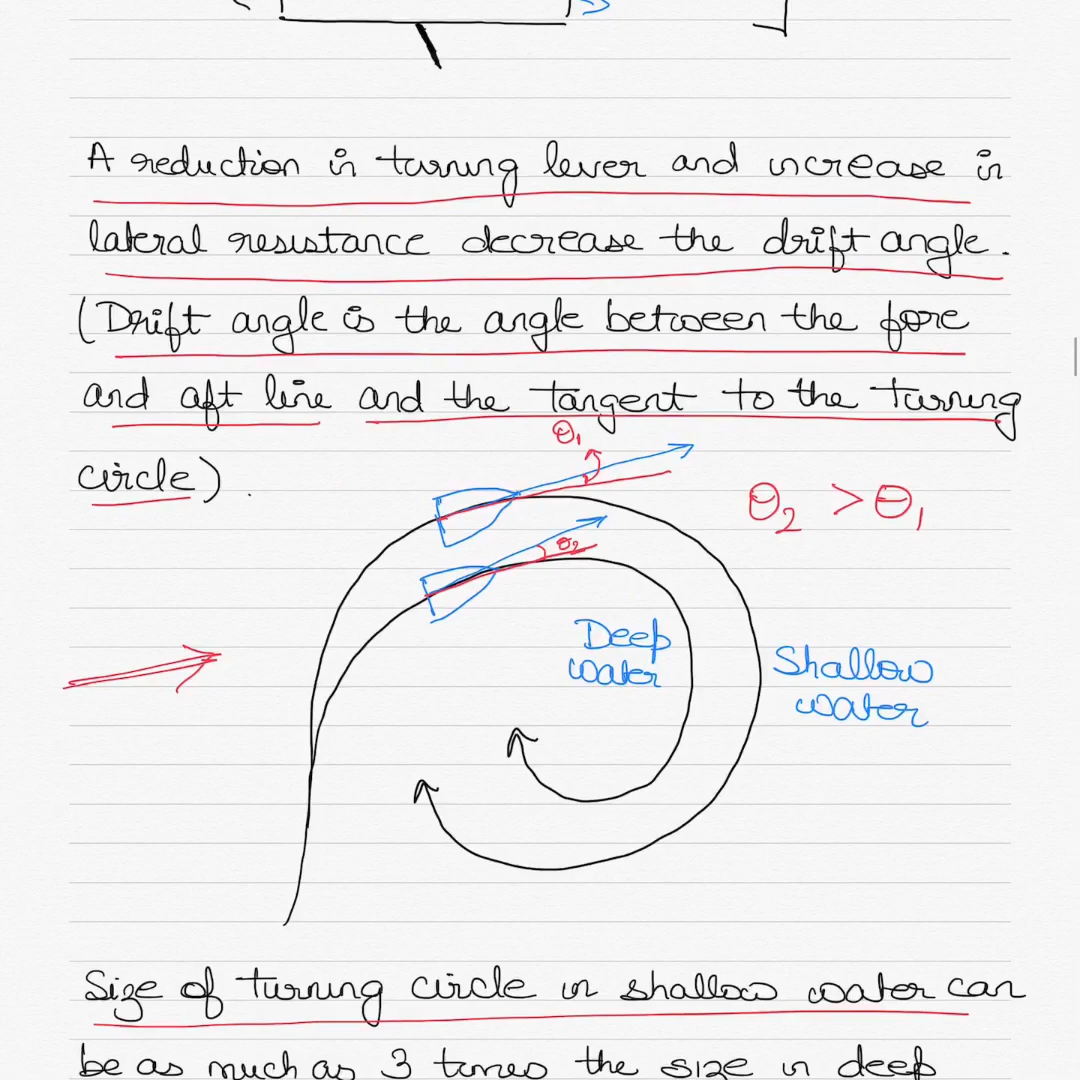 A reduction in turning lever and increase in
lateral resistance decrease the drift angle.
(Drift angle is the angle between the fore
and aft line and the tangent to the turning
circle).
θ1
θ2 > θ1
θ2
Deep
water
Shallow
water
Size of turning circle in shallow water can
be as much as 3 times the size in deep